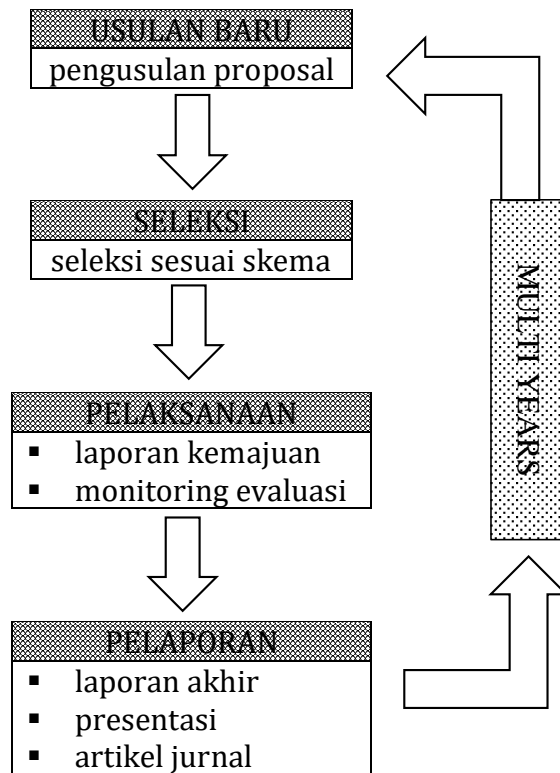 USULAN BARU
pengusulan proposal
SELEKSI
seleksi sesuai skema
PELAKSANAAN
▪ laporan kemajuan
▪ monitoring evaluasi
PELAPORAN
▪ laporan akhir
▪ presentasi
▪ artikel jurnal
MULTI YEARS